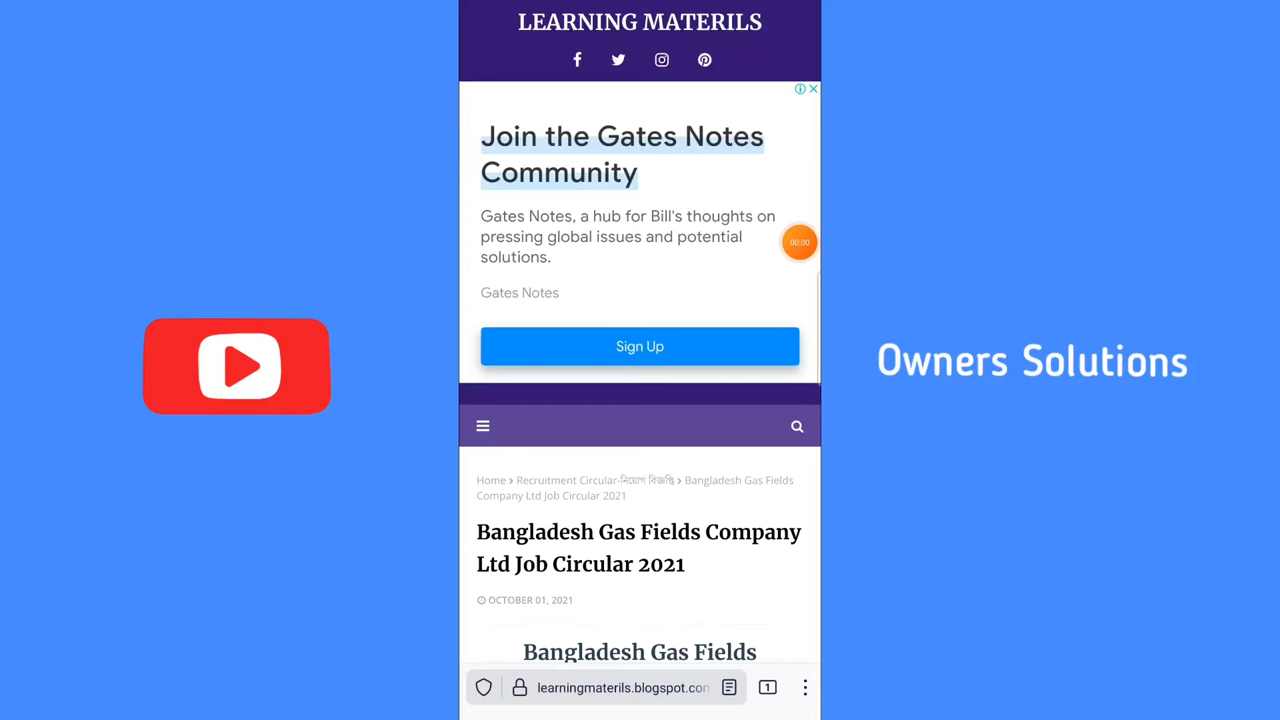 LEARNING MATERILS
Join the Gates Notes
Community
Gates Notes, a hub for Bill's thoughts on
pressing global issues and potential
solutions.
00:00
Gates Notes
Sign Up
Owners Solutions
Home > Recruitment Circular-নিয়োগ বিজ্ঞপ্তি > Bangladesh Gas Fields
Company Ltd Job Circular 2021
Bangladesh Gas Fields Company
Ltd Job Circular 2021
OCTOBER 01, 2021
Bangladesh Gas Fields
learningmaterils.blogspot.con
1